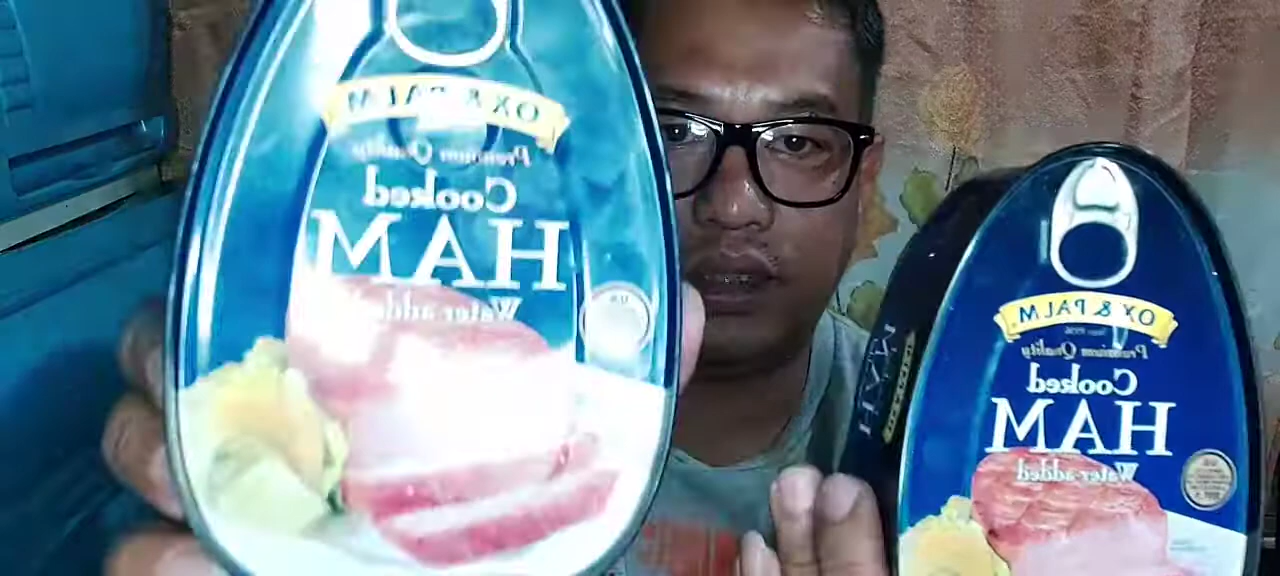 OX & PALM
Premium Quality
Cooked
HAM
Water added
OX & PALM
Premium Quality
Cooked
HAM
Water added